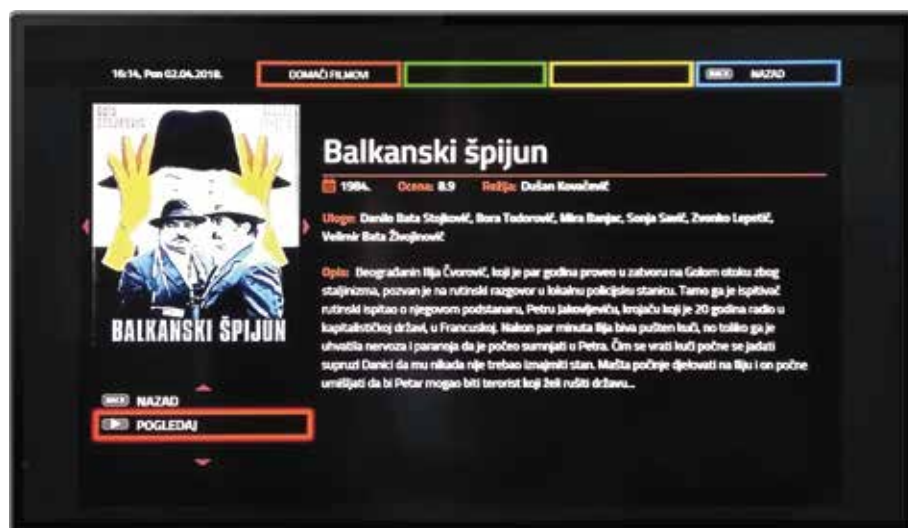 16:14, Pon 02.04.2018.
DOMAĆI FILMOVI
BACK NAZAD
BALKANSKI ŠPIJUN
Balkanski špijun
1984. Ocena: 8.9 Režija: Dušan Kovačević
Uloge: Danilo Bata Stojković, Bora Todorović, Mira Banjac, Sonja Savić, Zvonko Lepetić,
Velimir Bata Živojinović
Opis: Beograđanin Ilija Čvorović, koji je par godina proveo u zatvoru na Golom otoku zbog
staljinizma, pozvan je na rutinski razgovor u lokalnu policijsku stanicu. Tamo ga je ispitivač
rutinski ispitao o njegovom podstanaru, Petru Jakovljeviću, krojaču koji je 20 godina radio u
kapitalističkoj državi, u Francuskoj. Nakon par minuta Ilija biva pušten kući, no toliko ga je
uhvatila nervoza i paranoja da je počeo sumnjati u Petra. Čim se vrati kući počne se jadati
supruzi Danici da mu nikada nije trebao iznajmiti stan. Mašta počinje djelovati na Iliju i on počne
umišljati da bi Petar mogao biti terorist koji želi rušiti državu...
BACK NAZAD
POGLEDAJ